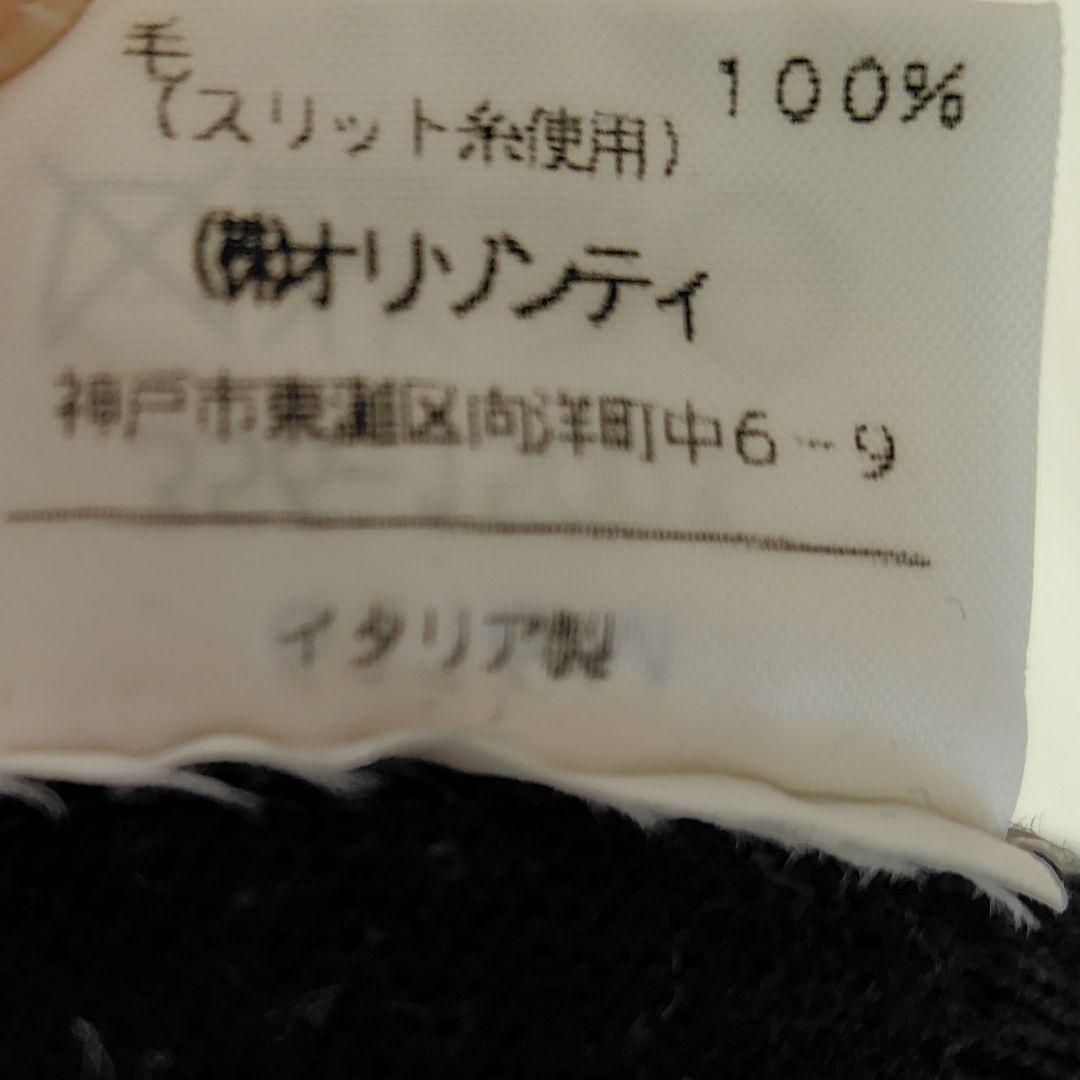 毛 100%
(スリット糸使用)
(株)オリゾンティ
神戸市東灘区向洋町中6-9
イタリア製